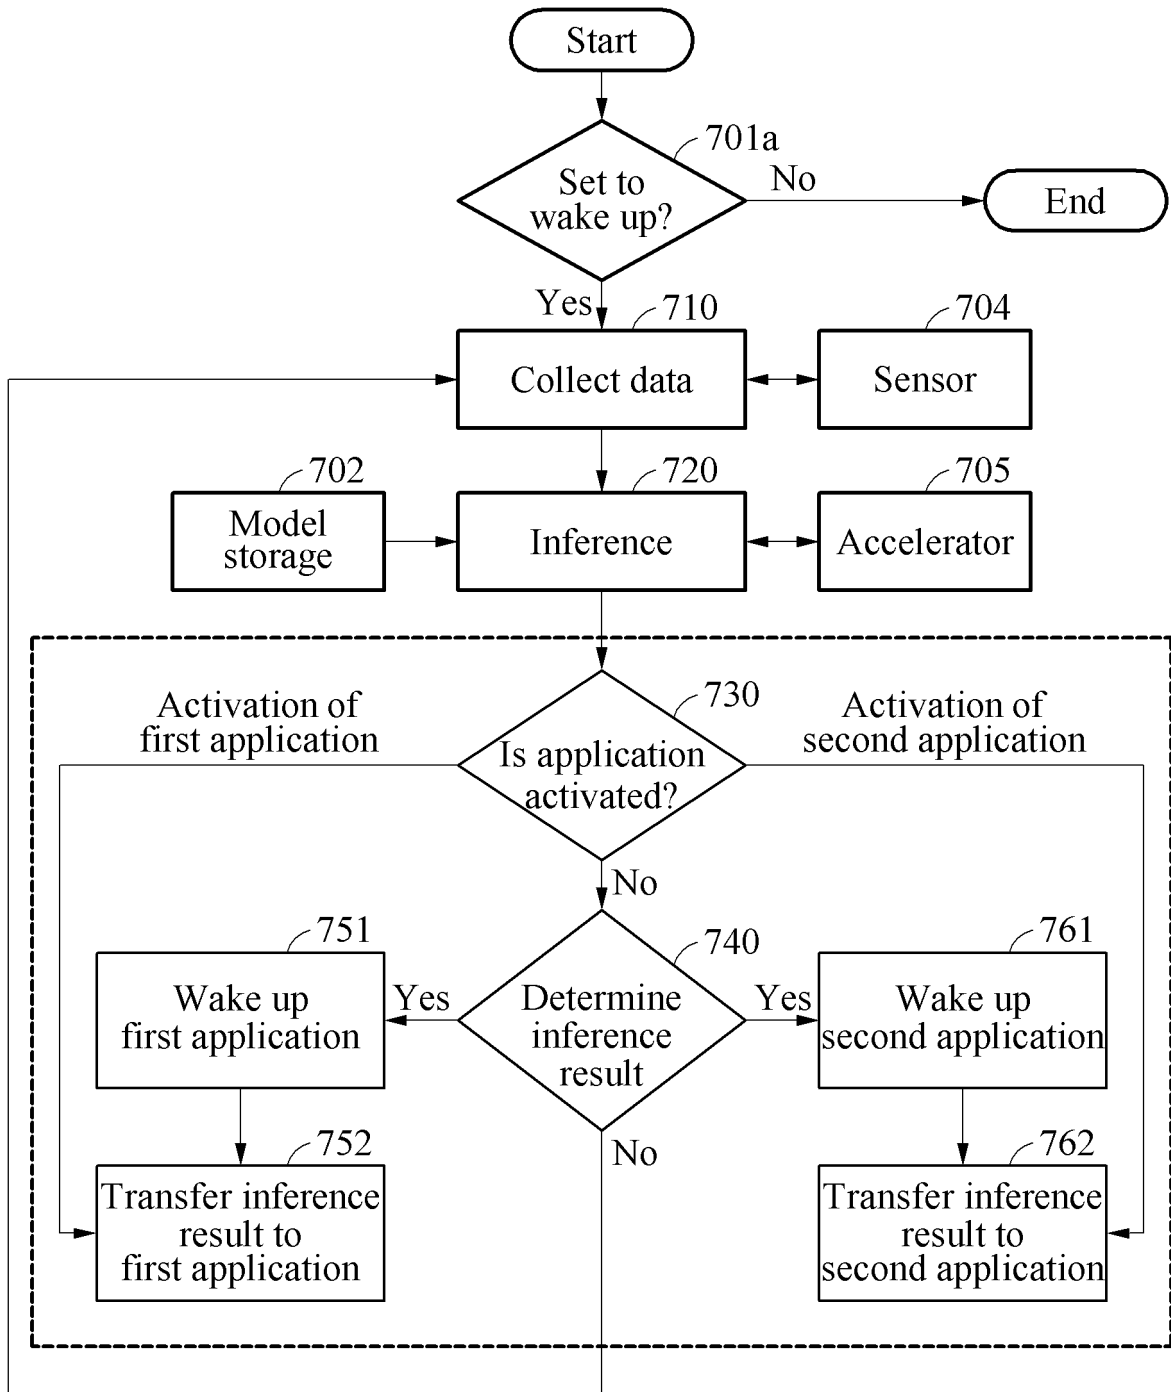 Start
701a
Set to
wake up?
No
End
Yes
710
Collect data
704
Sensor
702
Model
storage
720
Inference
705
Accelerator
730
Activation of
first application
Is application
activated?
Activation of
second application
No
751
Wake up
first application
Yes
740
Determine
inference
result
Yes
761
Wake up
second application
752
Transfer inference
result to
first application
No
762
Transfer inference
result to
second application